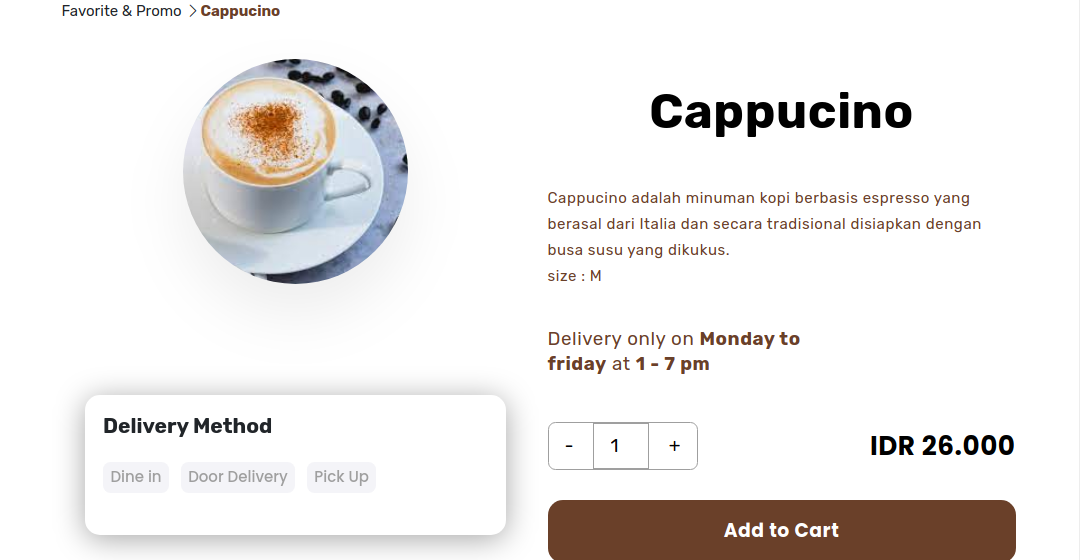 Favorite & Promo > Cappucino
Cappucino
Cappucino adalah minuman kopi berbasis espresso yang
berasal dari Italia dan secara tradisional disiapkan dengan
busa susu yang dikukus.
size : M
Delivery only on Monday to
friday at 1 - 7 pm
Delivery Method
Dine in Door Delivery Pick Up
- 1 +
IDR 26.000
Add to Cart